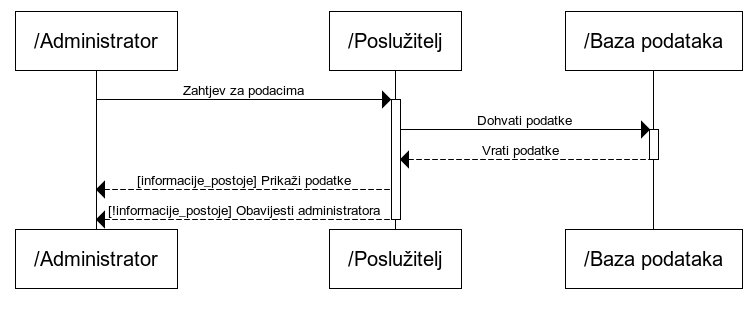 /Administrator
/Poslužitelj
/Baza podataka
Zahtjev za podacima
Dohvati podatke
Vrati podatke
[informacije_postoje] Prikaži podatke
[!informacije_postoje] Obavijesti administratora
/Administrator
/Poslužitelj
/Baza podataka